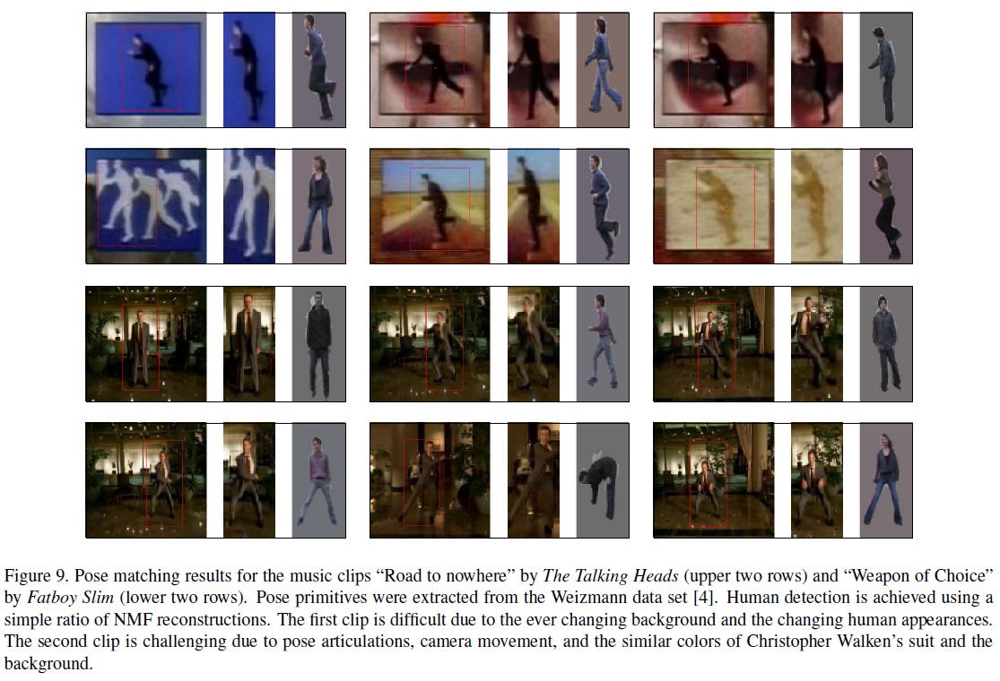 Figure 9. Pose matching results for the music clips “Road to nowhere” by The Talking Heads (upper two rows) and “Weapon of Choice”
by Fatboy Slim (lower two rows). Pose primitives were extracted from the Weizmann data set [4]. Human detection is achieved using a
simple ratio of NMF reconstructions. The first clip is difficult due to the ever changing background and the changing human appearances.
The second clip is challenging due to pose articulations, camera movement, and the similar colors of Christopher Walken’s suit and the
background.